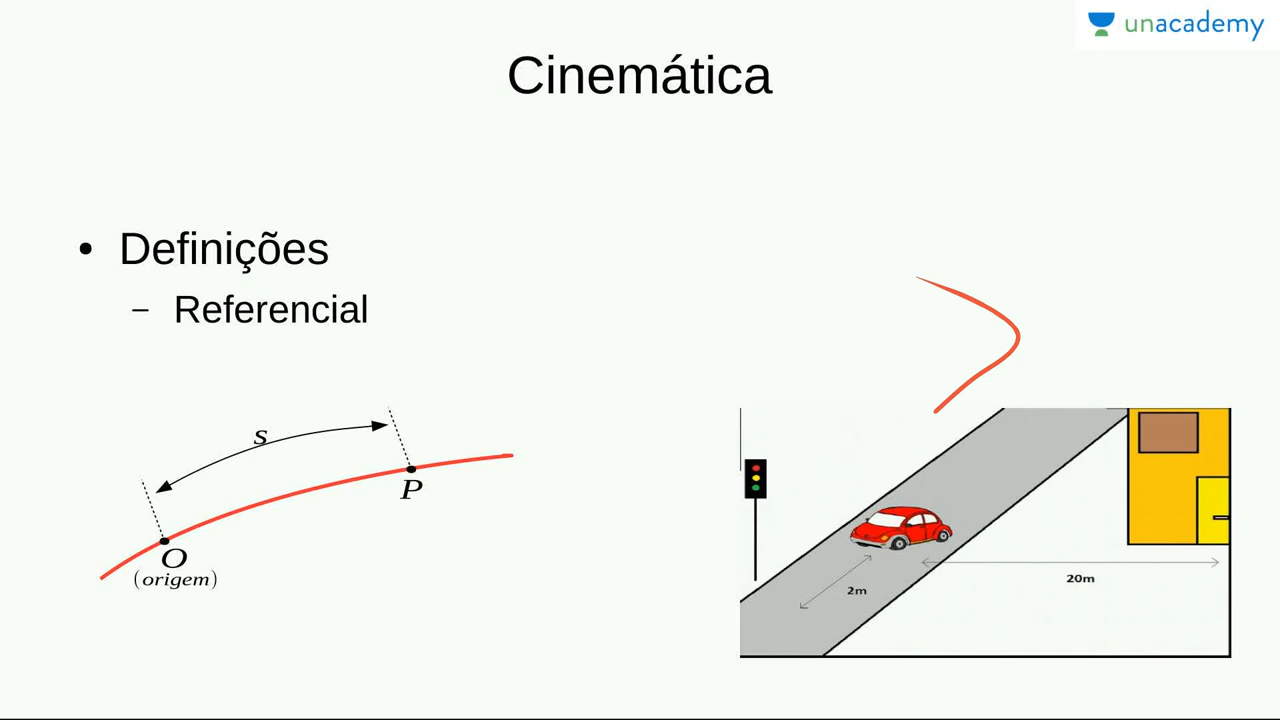 unacademy
Cinemática
• Definições
– Referencial
s
P
O
(origem)
2m
20m